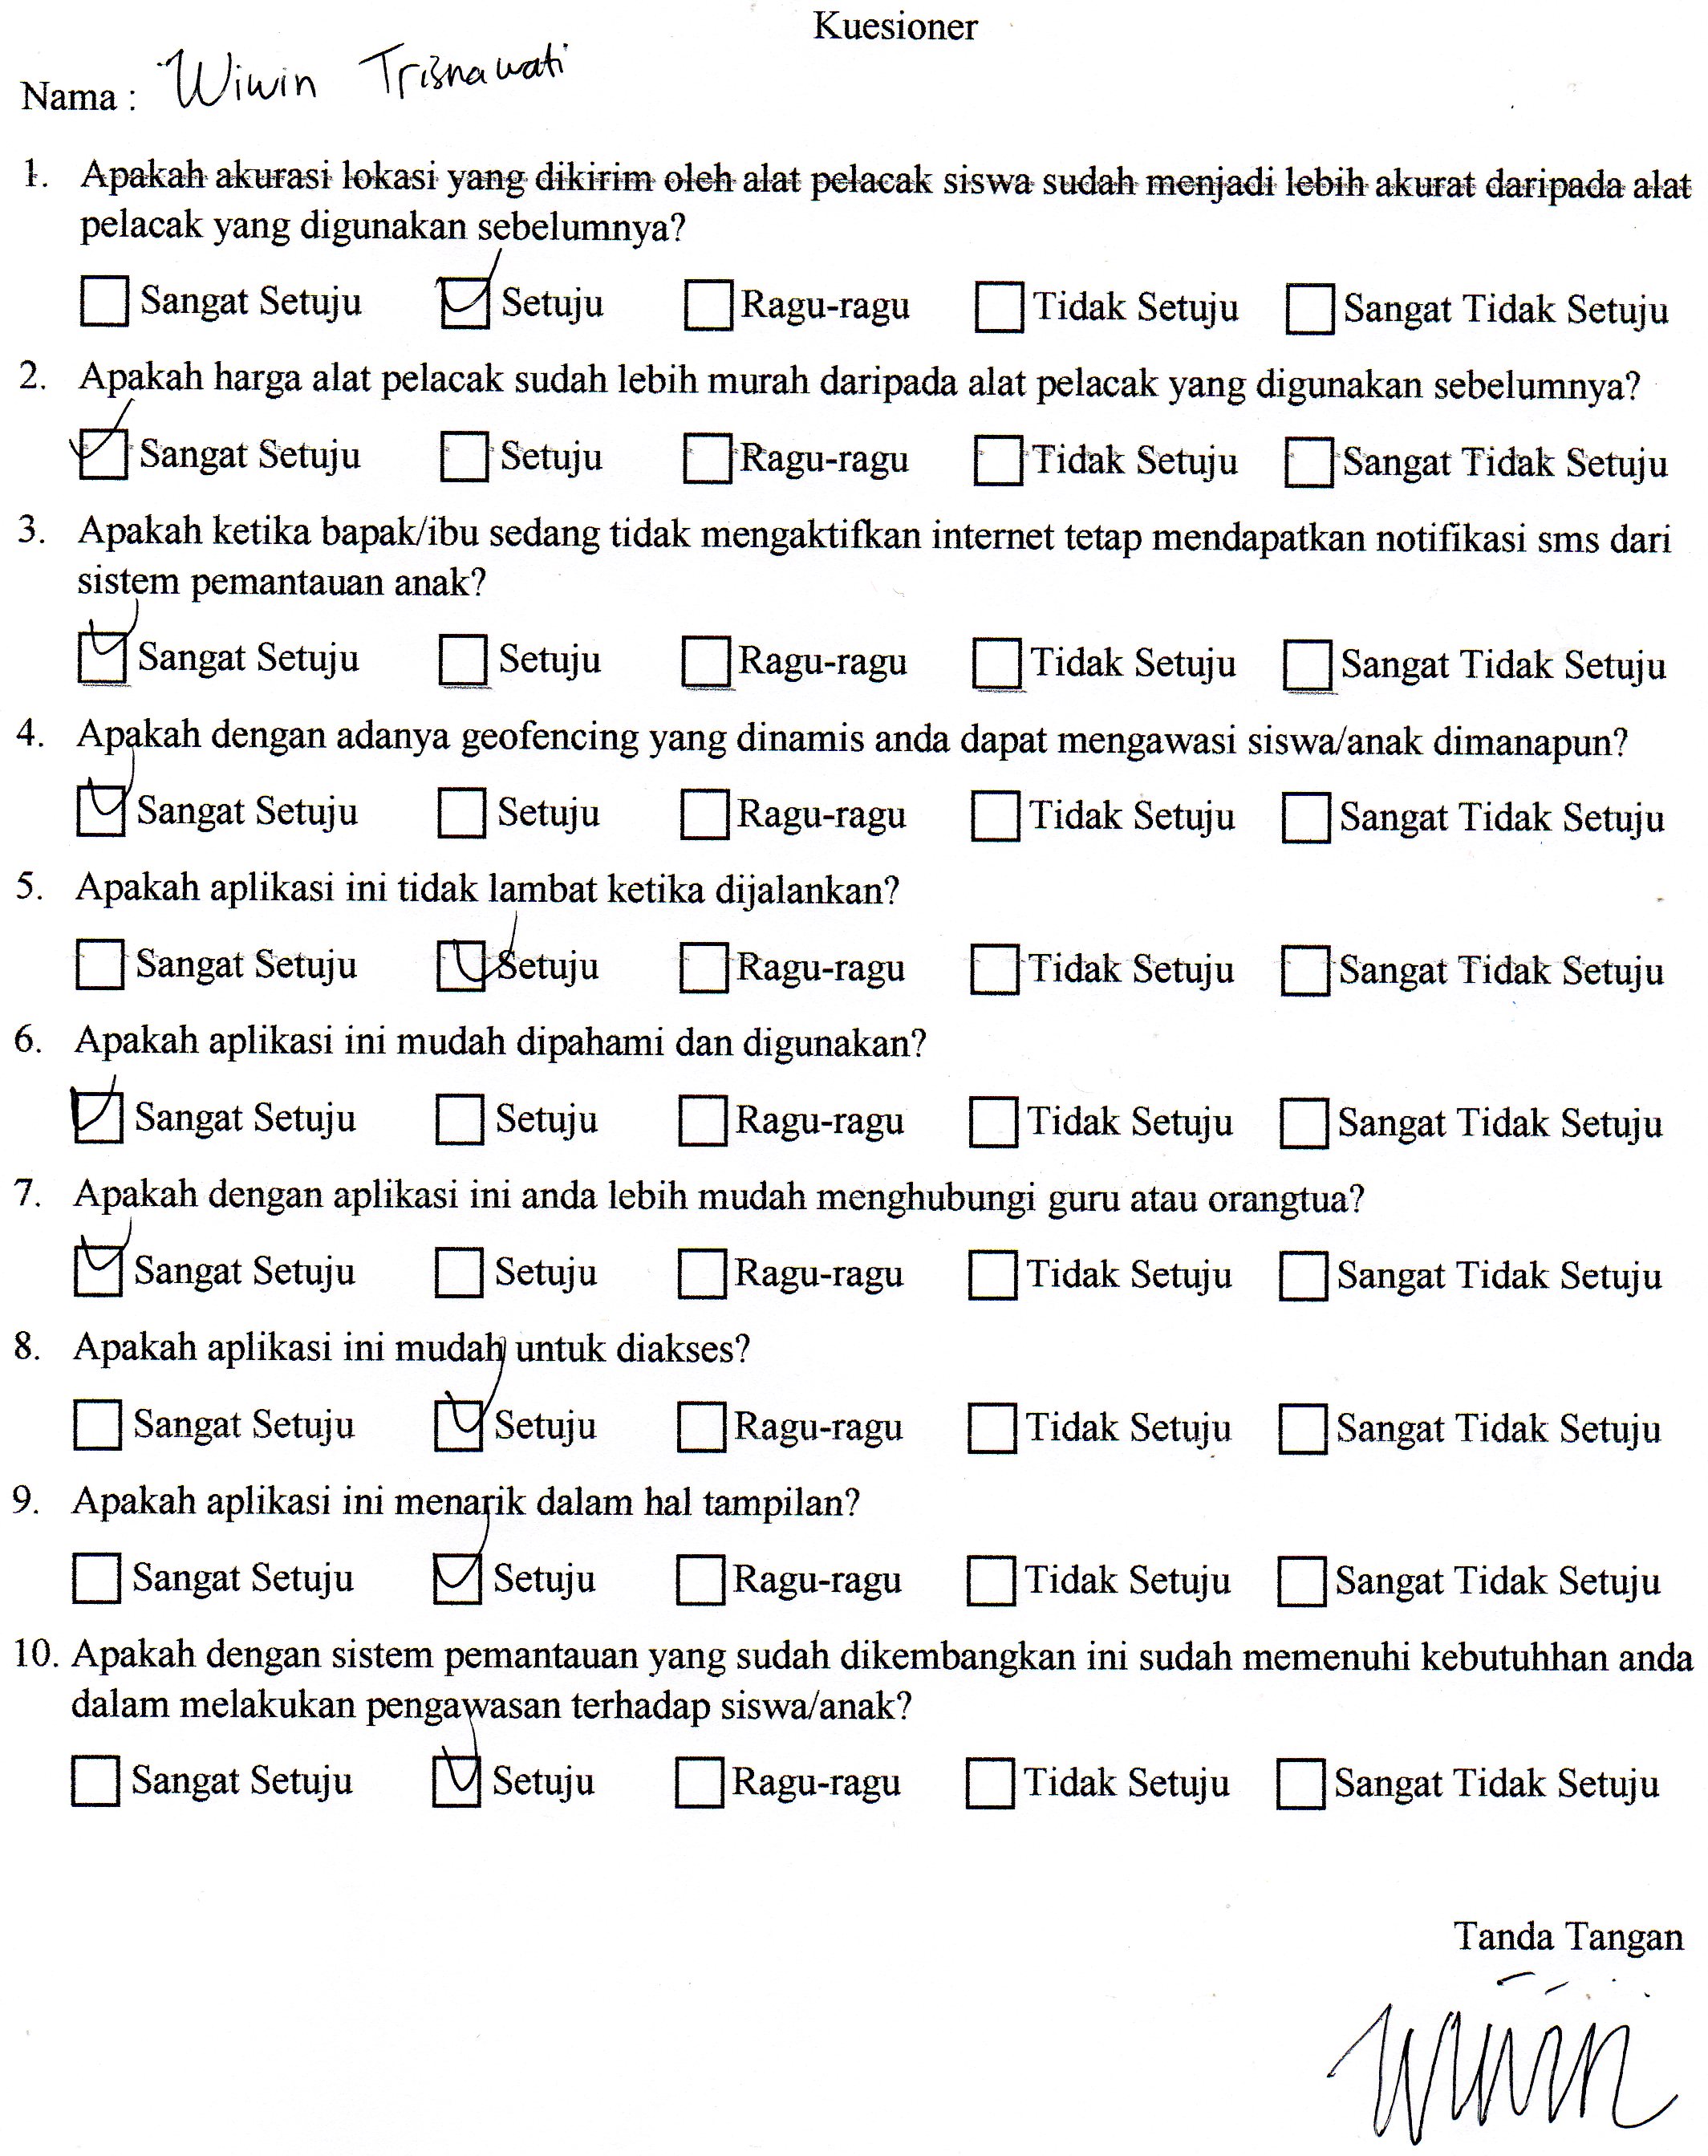 Kuesioner
Nama : Wiwin Trisnawati
1. Apakah akurasi lokasi yang dikirim oleh alat pelacak siswa sudah menjadi lebih akurat daripada alat
pelacak yang digunakan sebelumnya?
Sangat Setuju Setuju Ragu-ragu Tidak Setuju Sangat Tidak Setuju
2. Apakah harga alat pelacak sudah lebih murah daripada alat pelacak yang digunakan sebelumnya?
Sangat Setuju Setuju Ragu-ragu Tidak Setuju Sangat Tidak Setuju
3. Apakah ketika bapak/ibu sedang tidak mengaktifkan internet tetap mendapatkan notifikasi sms dari
sistem pemantauan anak?
Sangat Setuju Setuju Ragu-ragu Tidak Setuju Sangat Tidak Setuju
4. Apakah dengan adanya geofencing yang dinamis anda dapat mengawasi siswa/anak dimanapun?
Sangat Setuju Setuju Ragu-ragu Tidak Setuju Sangat Tidak Setuju
5. Apakah aplikasi ini tidak lambat ketika dijalankan?
Sangat Setuju Setuju Ragu-ragu Tidak Setuju Sangat Tidak Setuju
6. Apakah aplikasi ini mudah dipahami dan digunakan?
Sangat Setuju Setuju Ragu-ragu Tidak Setuju Sangat Tidak Setuju
7. Apakah dengan aplikasi ini anda lebih mudah menghubungi guru atau orangtua?
Sangat Setuju Setuju Ragu-ragu Tidak Setuju Sangat Tidak Setuju
8. Apakah aplikasi ini mudah untuk diakses?
Sangat Setuju Setuju Ragu-ragu Tidak Setuju Sangat Tidak Setuju
9. Apakah aplikasi ini menarik dalam hal tampilan?
Sangat Setuju Setuju Ragu-ragu Tidak Setuju Sangat Tidak Setuju
10. Apakah dengan sistem pemantauan yang sudah dikembangkan ini sudah memenuhi kebutuhhan anda
dalam melakukan pengawasan terhadap siswa/anak?
Sangat Setuju Setuju Ragu-ragu Tidak Setuju Sangat Tidak Setuju
Tanda Tangan
Wiwin